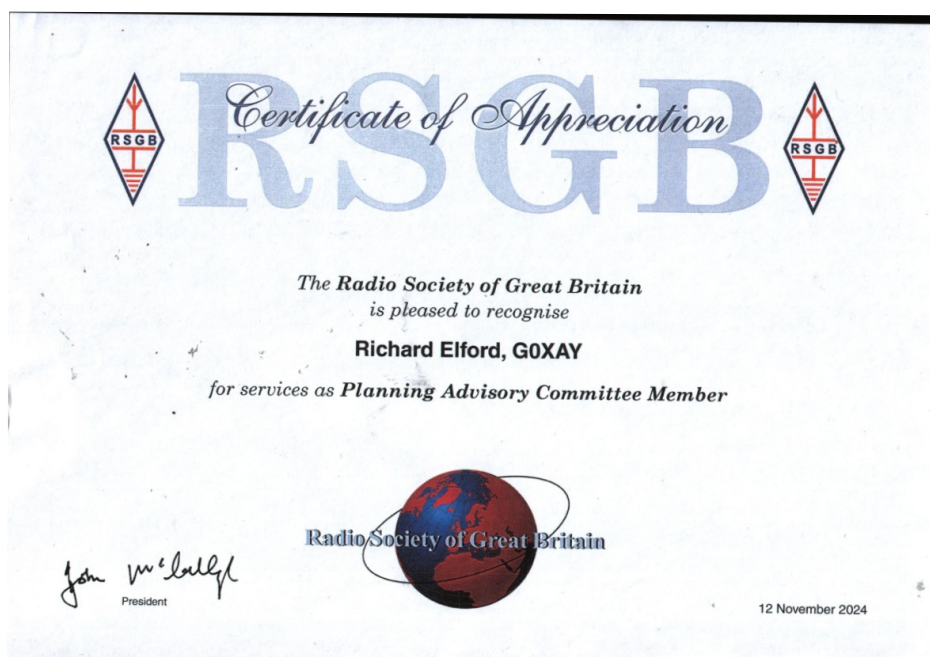 RSGB
Certificate of Appreciation
RSGB
RSGB
The Radio Society of Great Britain
is pleased to recognise
Richard Elford, G0XAY
for services as Planning Advisory Committee Member
Radio Society of Great Britain
John
President
12 November 2024